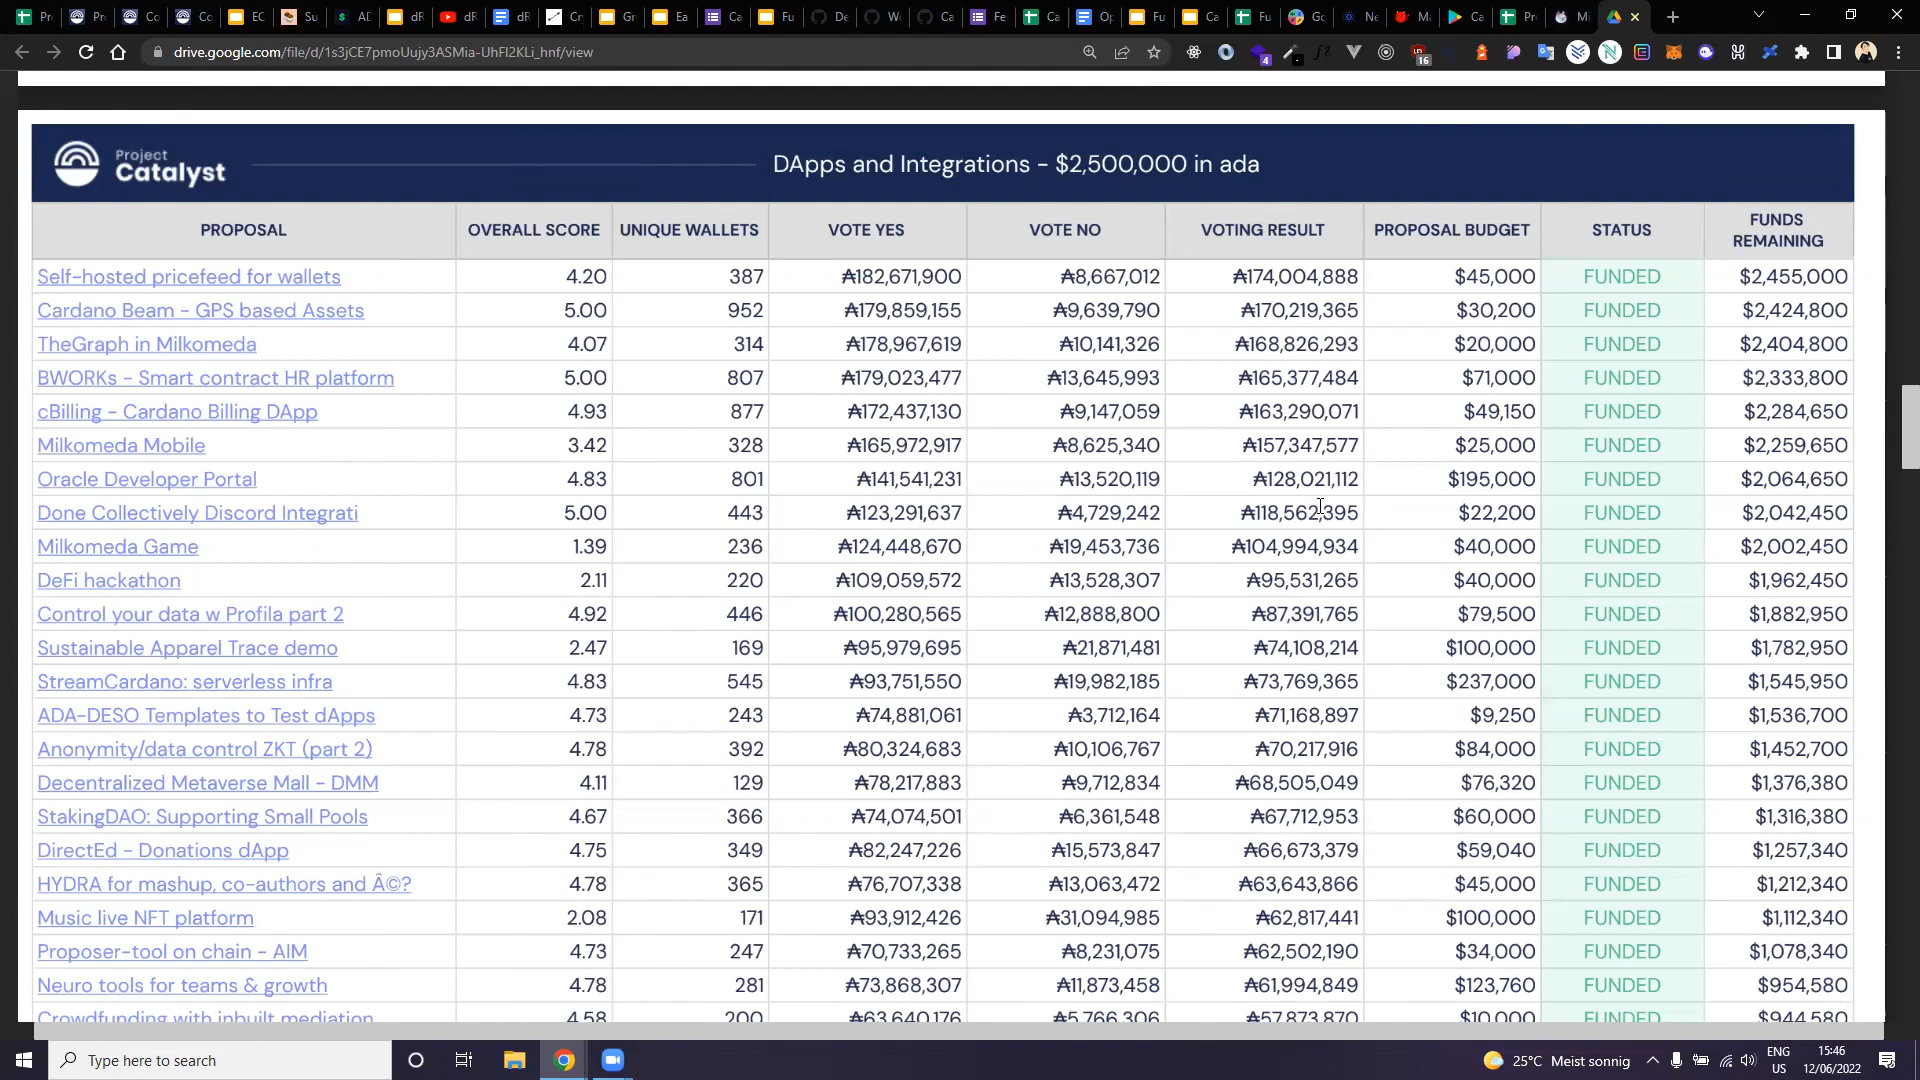 drive.google.com/file/d/1s3jCE7pmoUujy3ASMia-UhFI2KLi_hnf/view
Project
Catalyst
DApps and Integrations - $2,500,000 in ada
PROPOSAL OVERALL SCORE UNIQUE WALLETS VOTE YES VOTE NO VOTING RESULT PROPOSAL BUDGET STATUS FUNDS REMAINING
Self-hosted pricefeed for wallets 4.20 387 ₳182,671,900 ₳8,667,012 ₳174,004,888 $45,000 FUNDED $2,455,000
Cardano Beam - GPS based Assets 5.00 952 ₳179,859,155 ₳9,639,790 ₳170,219,365 $30,200 FUNDED $2,424,800
TheGraph in Milkomeda 4.07 314 ₳178,967,619 ₳10,141,326 ₳168,826,293 $20,000 FUNDED $2,404,800
BWORKs - Smart contract HR platform 5.00 807 ₳179,023,477 ₳13,645,993 ₳165,377,484 $71,000 FUNDED $2,333,800
cBilling - Cardano Billing DApp 4.93 877 ₳172,437,130 ₳9,147,059 ₳163,290,071 $49,150 FUNDED $2,284,650
Milkomeda Mobile 3.42 328 ₳165,972,917 ₳8,625,340 ₳157,347,577 $25,000 FUNDED $2,259,650
Oracle Developer Portal 4.83 801 ₳141,541,231 ₳13,520,119 ₳128,021,112 $195,000 FUNDED $2,064,650
Done Collectively Discord Integrati 5.00 443 ₳123,291,637 ₳4,729,242 ₳118,562,395 $22,200 FUNDED $2,042,450
Milkomeda Game 1.39 236 ₳124,448,670 ₳19,453,736 ₳104,994,934 $40,000 FUNDED $2,002,450
DeFi hackathon 2.11 220 ₳109,059,572 ₳13,528,307 ₳95,531,265 $40,000 FUNDED $1,962,450
Control your data w Profila part 2 4.92 446 ₳100,280,565 ₳12,888,800 ₳87,391,765 $79,500 FUNDED $1,882,950
Sustainable Apparel Trace demo 2.47 169 ₳95,979,695 ₳21,871,481 ₳74,108,214 $100,000 FUNDED $1,782,950
StreamCardano: serverless infra 4.83 545 ₳93,751,550 ₳19,982,185 ₳73,769,365 $237,000 FUNDED $1,545,950
ADA-DESO Templates to Test dApps 4.73 243 ₳74,881,061 ₳3,712,164 ₳71,168,897 $9,250 FUNDED $1,536,700
Anonymity/data control ZKT (part 2) 4.78 392 ₳80,324,683 ₳10,106,767 ₳70,217,916 $84,000 FUNDED $1,452,700
Decentralized Metaverse Mall - DMM 4.11 129 ₳78,217,883 ₳9,712,834 ₳68,505,049 $76,320 FUNDED $1,376,380
StakingDAO: Supporting Small Pools 4.67 366 ₳74,074,501 ₳6,361,548 ₳67,712,953 $60,000 FUNDED $1,316,380
DirectEd - Donations dApp 4.75 349 ₳82,247,226 ₳15,573,847 ₳66,673,379 $59,040 FUNDED $1,257,340
HYDRA for mashup, co-authors and Â©? 4.78 365 ₳76,707,338 ₳13,063,472 ₳63,643,866 $45,000 FUNDED $1,212,340
Music live NFT platform 2.08 171 ₳93,912,426 ₳31,094,985 ₳62,817,441 $100,000 FUNDED $1,112,340
Proposer-tool on chain - AIM 4.73 247 ₳70,733,265 ₳8,231,075 ₳62,502,190 $34,000 FUNDED $1,078,340
Neuro tools for teams & growth 4.78 281 ₳73,868,307 ₳11,873,458 ₳61,994,849 $123,760 FUNDED $954,580
Crowdfunding with inbuilt mediation 4.58 200 ₳63,640,176 ₳5,766,306 ₳57,873,870 $10,000 FUNDED $944,580
Type here to search
25°C Meist sonnig
ENG
US
15:46
12/06/2022